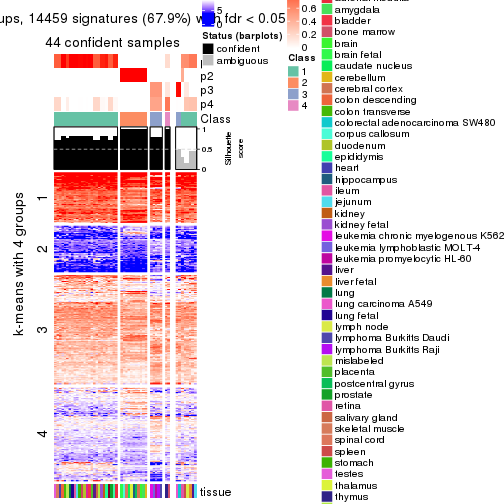 ups, 14459 signatures (67.9%) with fdr < 0.05
44 confident samples
p2
p3
p4
Class
1
0.5
0
Silhouette
score
k-means with 4 groups
1
2
3
4
tissue
5
0
Status (barplots)
confident
ambiguous
0.6
0.4
0.2
0
Class
1
2
3
4
amygdala
bladder
bone marrow
brain
brain fetal
caudate nucleus
cerebellum
cerebral cortex
colon descending
colon transverse
colorectal adenocarcinoma SW480
corpus callosum
duodenum
epididymis
heart
hippocampus
ileum
jejunum
kidney
kidney fetal
leukemia chronic myelogenous K562
leukemia lymphoblastic MOLT-4
leukemia promyelocytic HL-60
liver
liver fetal
lung
lung carcinoma A549
lung fetal
lymph node
lymphoma Burkitts Daudi
lymphoma Burkitts Raji
mislabeled
placenta
postcentral gyrus
prostate
retina
salivary gland
skeletal muscle
spinal cord
spleen
stomach
testes
thalamus
thymus